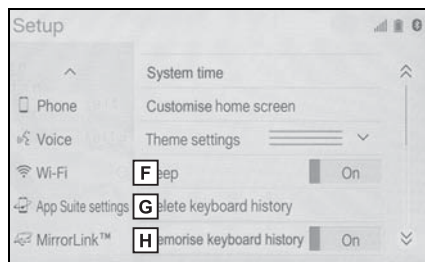 Setup
System time
Phone
Customise home screen
Voice
Theme settings
Wi-Fi
F eep
On
App Suite settings
G elete keyboard history
MirrorLink™
H emorise keyboard history
On